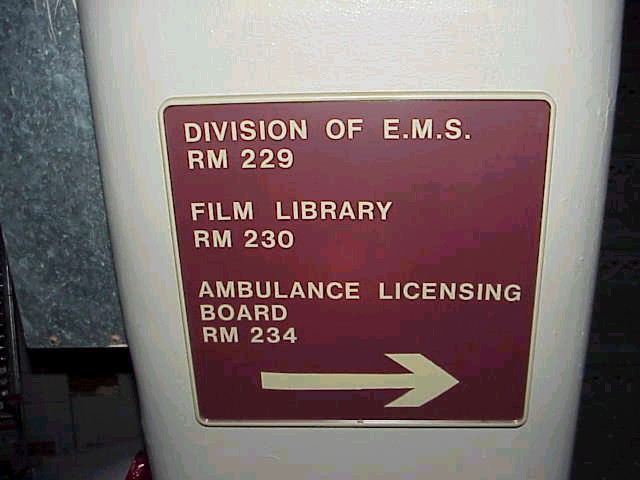 DIVISION OF E.M.S.
RM 229
FILM LIBRARY
RM 230
AMBULANCE LICENSING
BOARD
RM 234